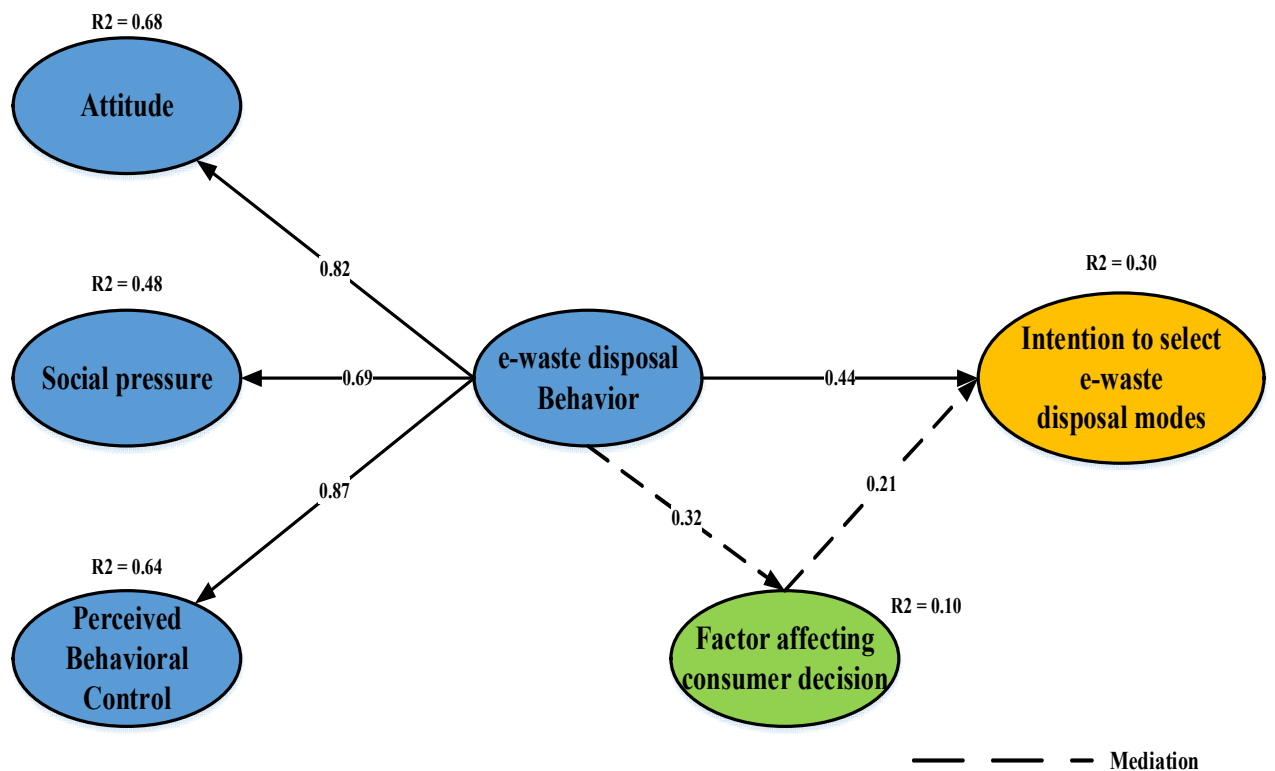 R2 = 0.68
Attitude
0.82
R2 = 0.48
Social pressure
0.69
R2 = 0.64
Perceived
Behavioral
Control
0.87
e-waste disposal
Behavior
0.44
R2 = 0.30
Intention to select
e-waste
disposal modes
0.32
0.21
R2 = 0.10
Factor affecting
consumer decision
Mediation